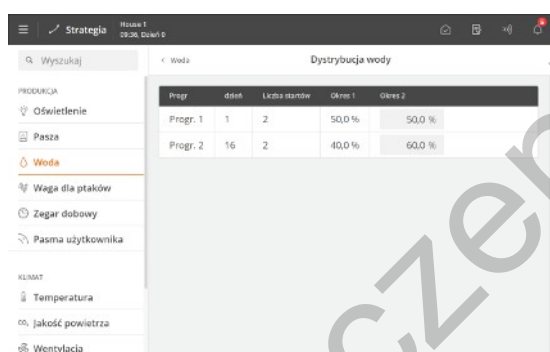 Strategia
House 1
09:36, Dzień 0
Wyszukaj
< Woda
Dystrybucja wody
PRODUKCJA
Oświetlenie
Pasza
Woda
Waga dla ptaków
Zegar dobowy
Pasma użytkownika
KLIMAT
Temperatura
Jakość powietrza
Wentylacja
Progr dzień Liczba startów Okres 1 Okres 2
Progr. 1 1 2 50,0 % 50,0 %
Progr. 2 16 2 40,0 % 60,0 %